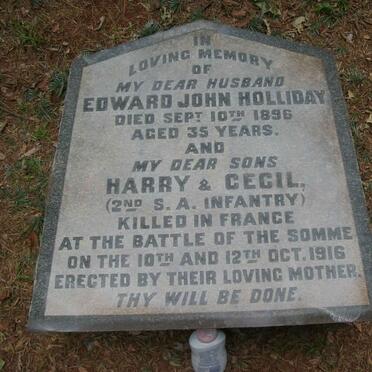 IN
LOVING MEMORY
OF
MY DEAR HUSBAND
EDWARD JOHN HOLLIDAY
DIED SEPT 10TH 1896
AGED 35 YEARS.
AND
MY DEAR SONS
HARRY & CECIL,
(2ND S. A. INFANTRY)
KILLED IN FRANCE
AT THE BATTLE OF THE SOMME
ON THE 10TH AND 12TH OCT. 1916
ERECTED BY THEIR LOVING MOTHER.
THY WILL BE DONE.